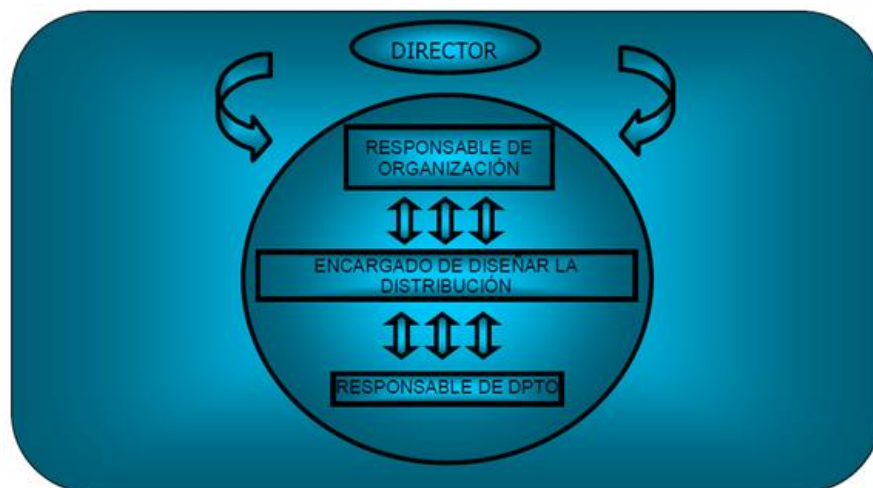 DIRECTOR
RESPONSABLE DE
ORGANIZACIÓN
ENCARGADO DE DISEÑAR LA
DISTRIBUCIÓN
RESPONSABLE DE DPTO